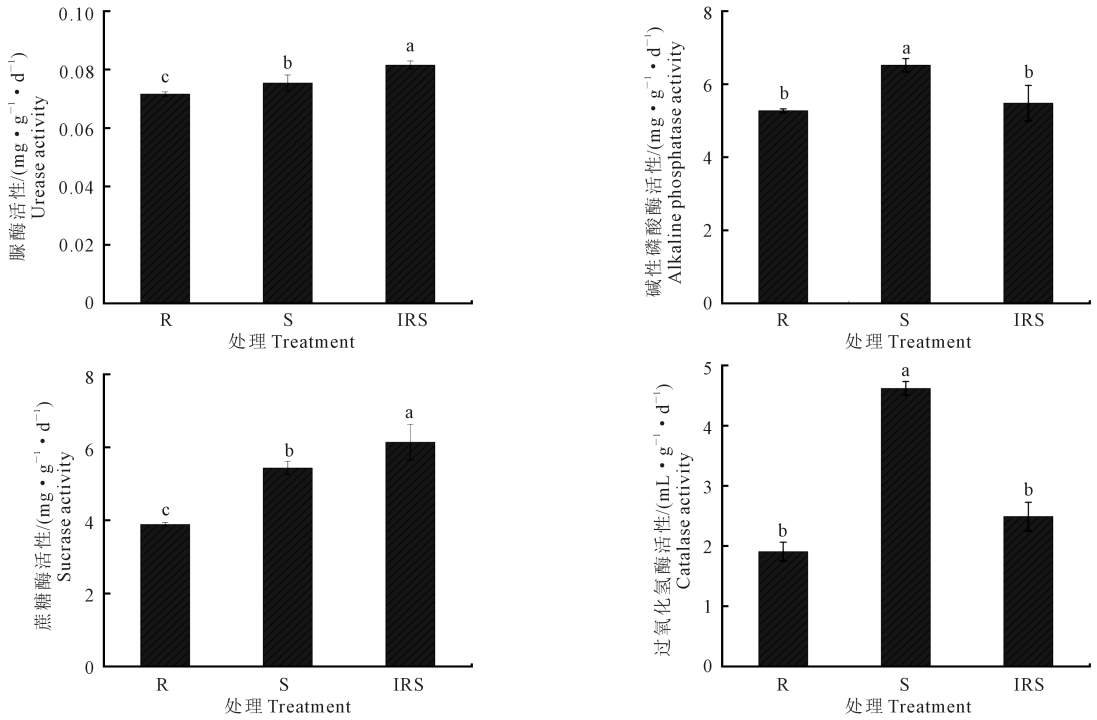 脲酶活性/(mg·g⁻¹·d⁻¹)
Urease activity
0.10
0.08
0.06
0.04
0.02
0
c
b
a
R
S
IRS
处理 Treatment
碱性磷酸酶活性/(mg·g⁻¹·d⁻¹)
Alkaline phosphatase activity
8
6
4
2
0
b
a
b
R
S
IRS
处理 Treatment
蔗糖酶活性/(mg·g⁻¹·d⁻¹)
Sucrase activity
8
6
4
2
0
c
b
a
R
S
IRS
处理 Treatment
过氧化氢酶活性/(mL·g⁻¹·d⁻¹)
Catalase activity
5
4
3
2
1
0
b
a
b
R
S
IRS
处理 Treatment